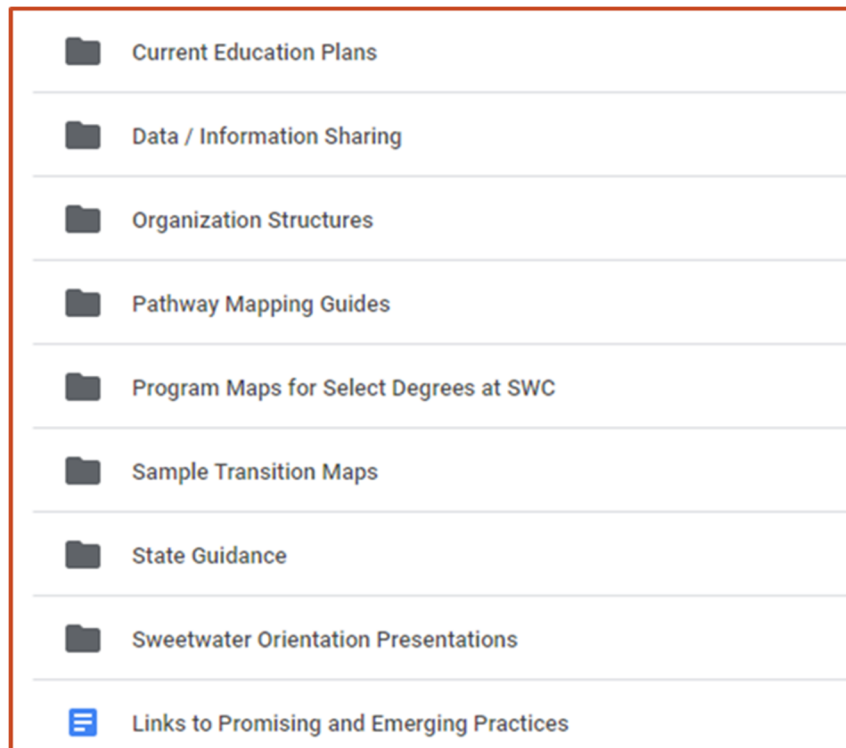 Current Education Plans
Data / Information Sharing
Organization Structures
Pathway Mapping Guides
Program Maps for Select Degrees at SWC
Sample Transition Maps
State Guidance
Sweetwater Orientation Presentations
Links to Promising and Emerging Practices